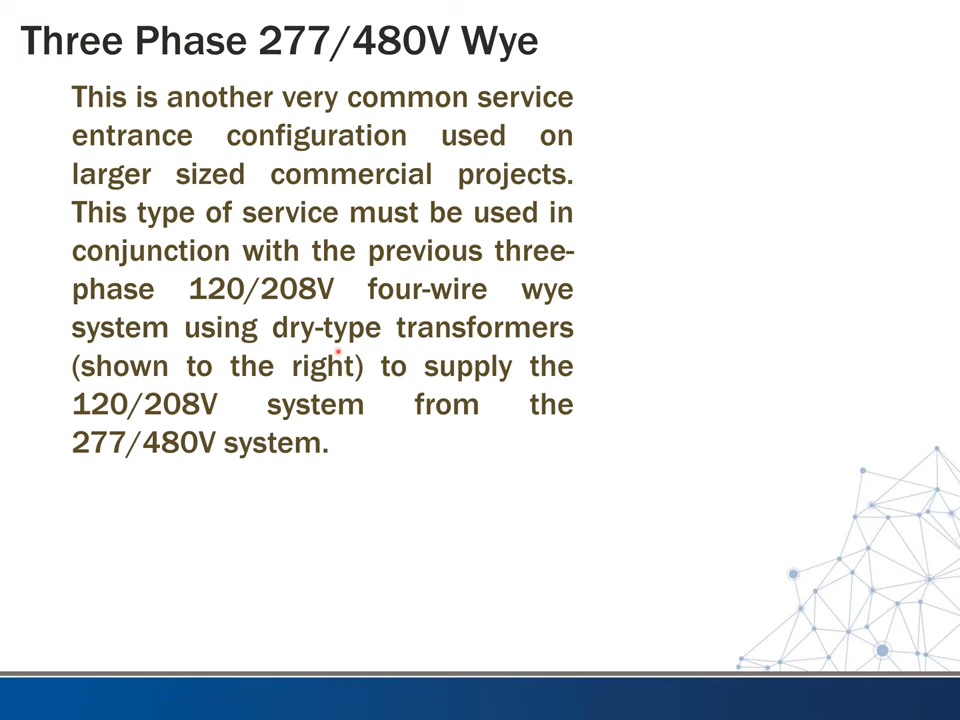 Three Phase 277/480V Wye
This is another very common service
entrance configuration used on
larger sized commercial projects.
This type of service must be used in
conjunction with the previous three-
phase 120/208V four-wire wye
system using dry-type transformers
(shown to the right) to supply the
120/208V system from the
277/480V system.